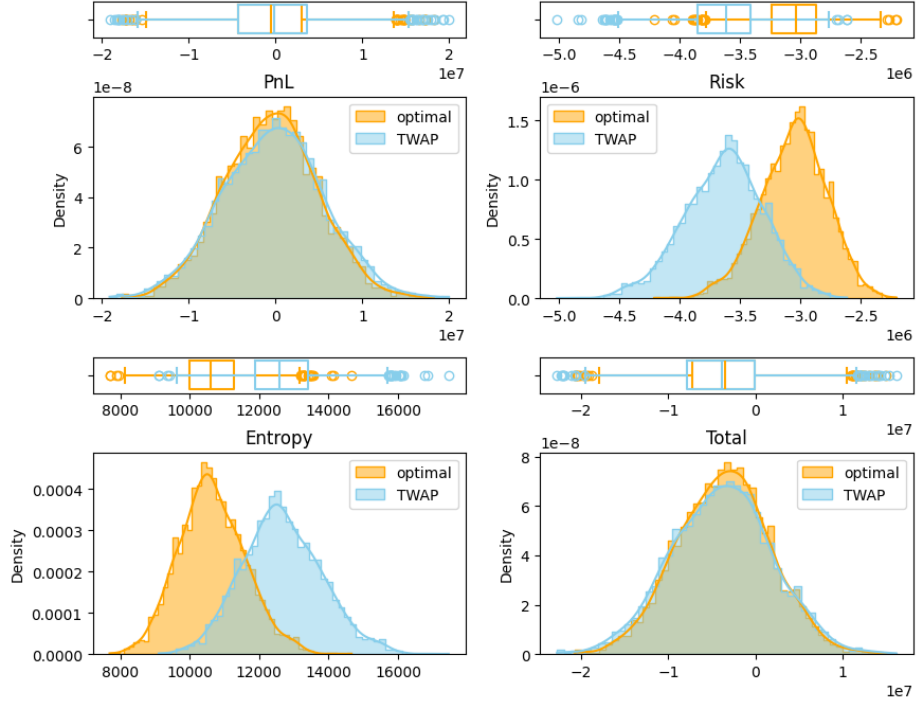 −2 −1 0 1 2
1e7
−5.0 −4.5 −4.0 −3.5 −3.0 −2.5
1e6
PnL
Risk
1e−8
1e−6
Density
0 2 4 6
optimal
TWAP
−2 −1 0 1 2
1e7
Density
0.0 0.5 1.0 1.5
optimal
TWAP
−5.0 −4.5 −4.0 −3.5 −3.0 −2.5
1e6
8000 10000 12000 14000 16000
−2 −1 0 1
1e7
Entropy
Total
1e−8
Density
0.0000 0.0001 0.0002 0.0003 0.0004
optimal
TWAP
8000 10000 12000 14000 16000
Density
0 2 4 6 8
optimal
TWAP
−2 −1 0 1
1e7